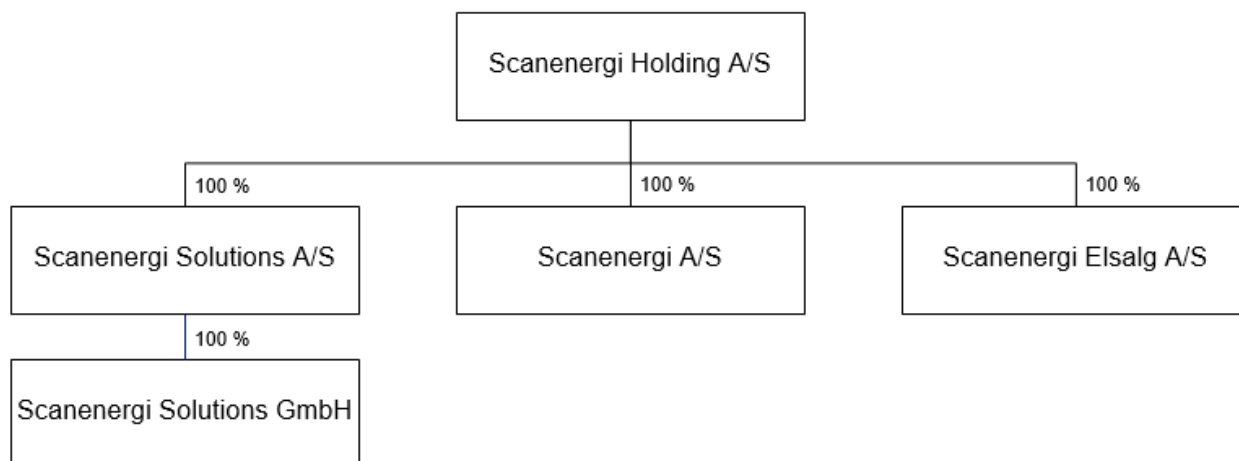 Scanenergi Holding A/S
100 %
100 %
100 %
Scanenergi Solutions A/S
Scanenergi A/S
Scanenergi Elsalg A/S
100 %
Scanenergi Solutions GmbH